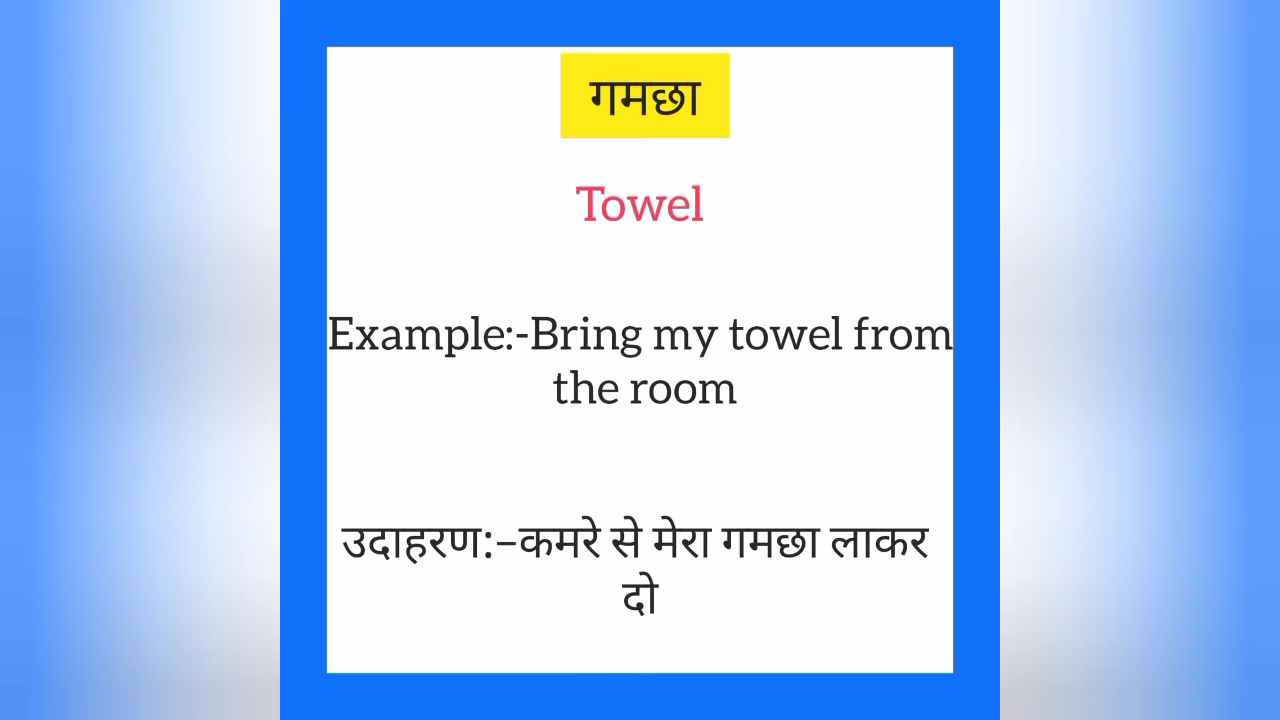 गमछा
Towel
Example:-Bring my towel from
the room
उदाहरण:–कमरे से मेरा गमछा लाकर
दो